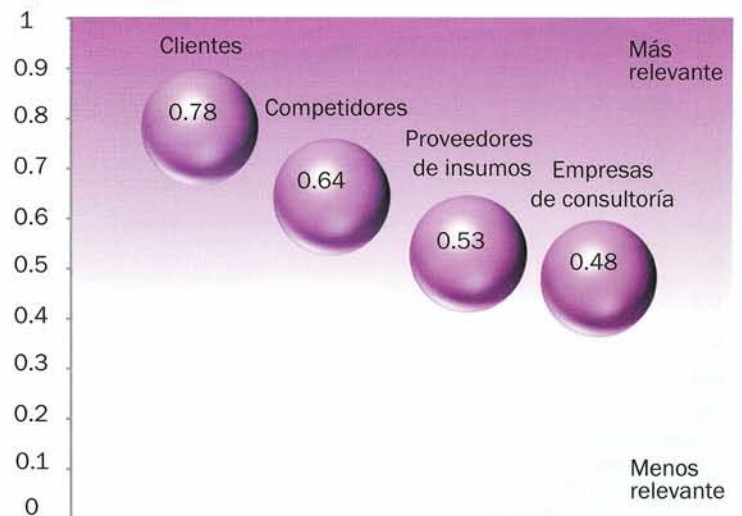 1
0.9
0.8
0.7
0.6
0.5
0.4
0.3
0.2
0.1
0
Clientes
0.78
Competidores
0.64
Proveedores
de insumos
0.53
Empresas
de consultoría
0.48
Más
relevante
Menos
relevante